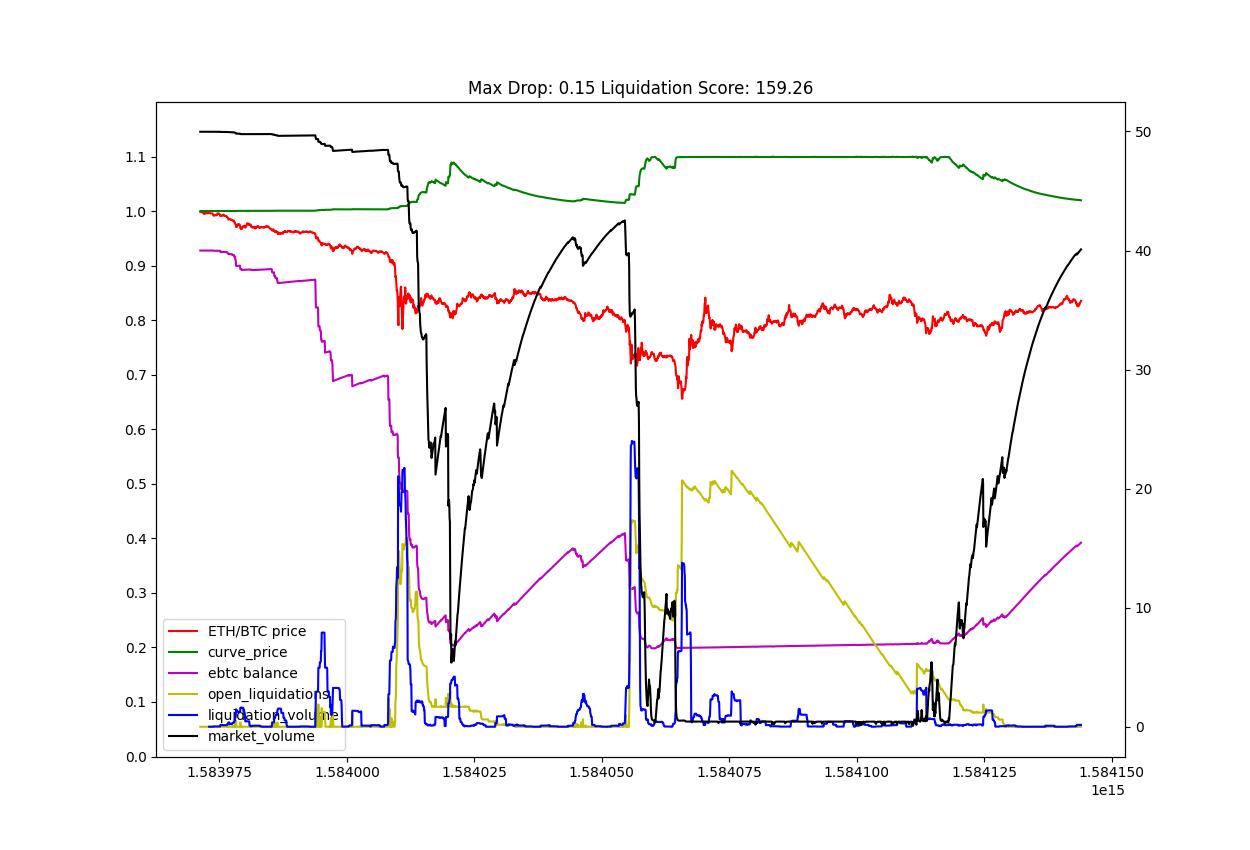 Max Drop: 0.15 Liquidation Score: 159.26
1.1
1.0
0.9
0.8
0.7
0.6
0.5
0.4
0.3
0.2
0.1
0.0
50
40
30
20
10
0
ETH/BTC price
curve_price
ebtc balance
open_liquidations
liquidation_volume
market_volume
1.583975 1.584000 1.584025 1.584050 1.584075 1.584100 1.584125 1.584150
1e15